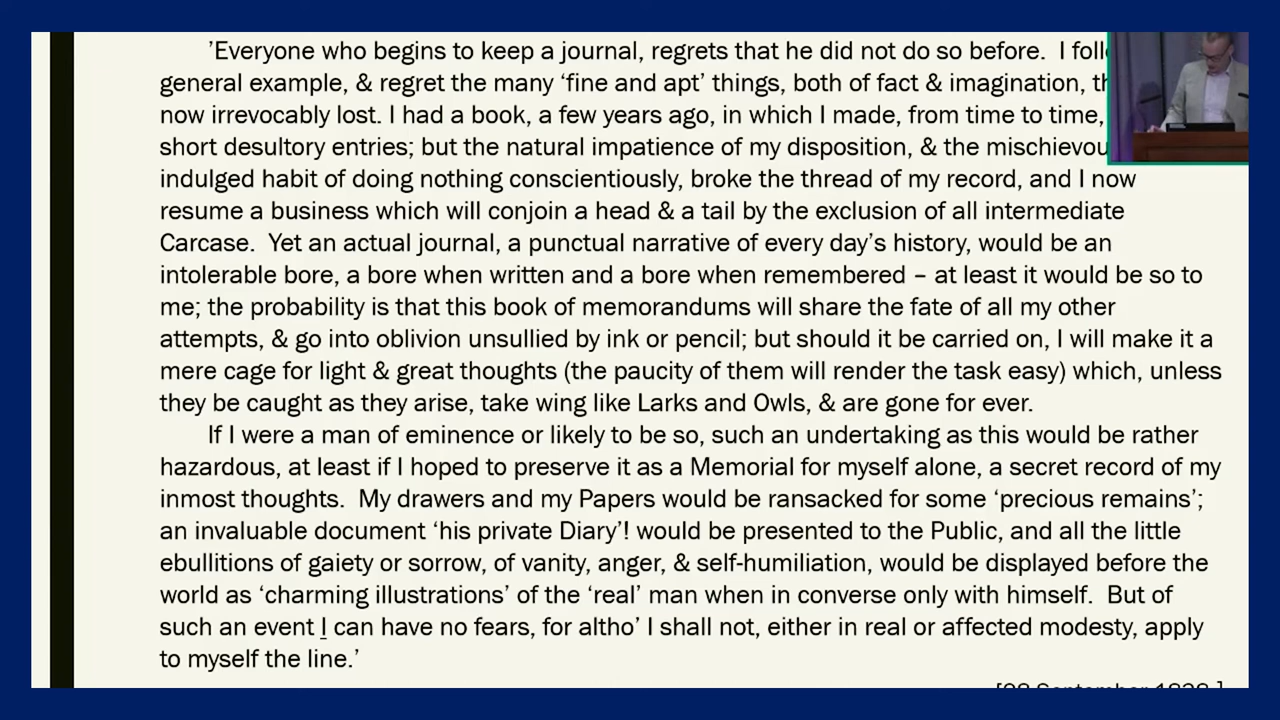 ’Everyone who begins to keep a journal, regrets that he did not do so before. I
general example, & regret the many ‘fine and apt’ things, both of fact & imagination,
now irrevocably lost. I had a book, a few years ago, in which I made, from time to time,
short desultory entries; but the natural impatience of my disposition, & the
indulged habit of doing nothing conscientiously, broke the thread of my record, and I now
resume a business which will conjoin a head & a tail by the exclusion of all intermediate
Carcase. Yet an actual journal, a punctual narrative of every day’s history, would be an
intolerable bore, a bore when written and a bore when remembered – at least it would be so to
me; the probability is that this book of memorandums will share the fate of all my other
attempts, & go into oblivion unsullied by ink or pencil; but should it be carried on, I will make it a
mere cage for light & great thoughts (the paucity of them will render the task easy) which, unless
they be caught as they arise, take wing like Larks and Owls, & are gone for ever.
If I were a man of eminence or likely to be so, such an undertaking as this would be rather
hazardous, at least if I hoped to preserve it as a Memorial for myself alone, a secret record of my
inmost thoughts. My drawers and my Papers would be ransacked for some ‘precious remains’;
an invaluable document ‘his private Diary’! would be presented to the Public, and all the little
ebullitions of gaiety or sorrow, of vanity, anger, & self-humiliation, would be displayed before the
world as ‘charming illustrations’ of the ‘real’ man when in converse only with himself. But of
such an event I can have no fears, for altho’ I shall not, either in real or affected modesty, apply
to myself the line.’
September